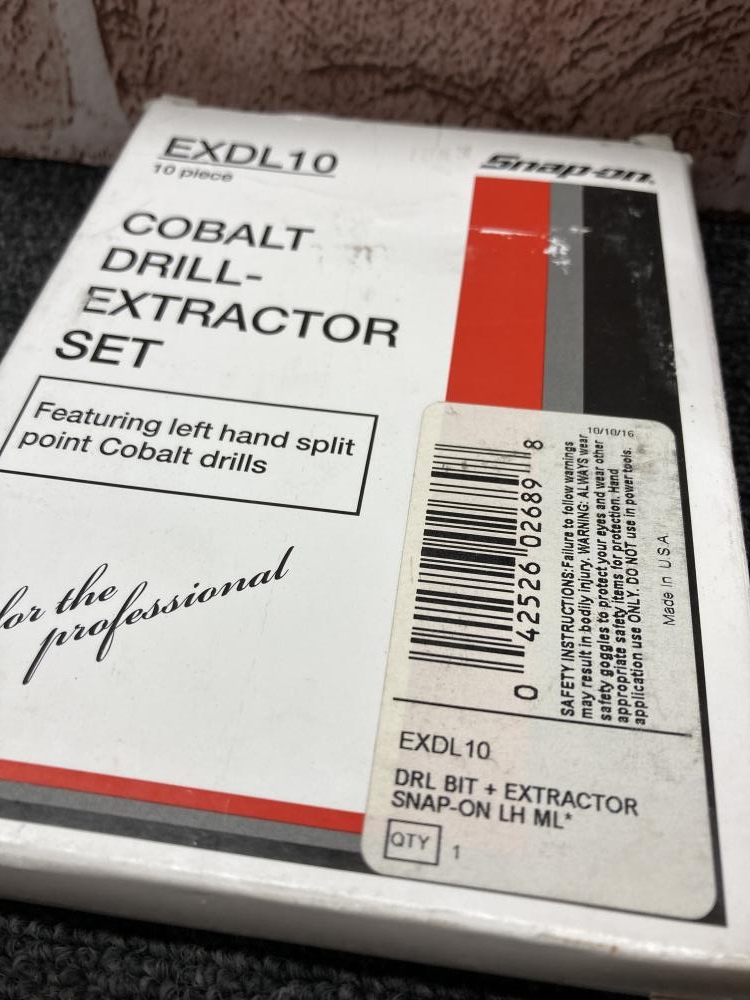 EXDL10
10 piece
Snap-on.
COBALT
DRILL-
EXTRACTOR
SET
Featuring left hand split
point Cobalt drills
for the
professional
0 42526 02689 8
10/10/16
SAFETY INSTRUCTIONS:Failure to follow warnings
may result in bodily injury. WARNING: ALWAYS wear
safety goggles to protect your eyes and wear other
appropriate safety items for protection. Hand
application use ONLY. DO NOT use in power tools.
Made In U.S.A.
EXDL10
DRL BIT + EXTRACTOR
SNAP-ON LH ML*
QTY 1